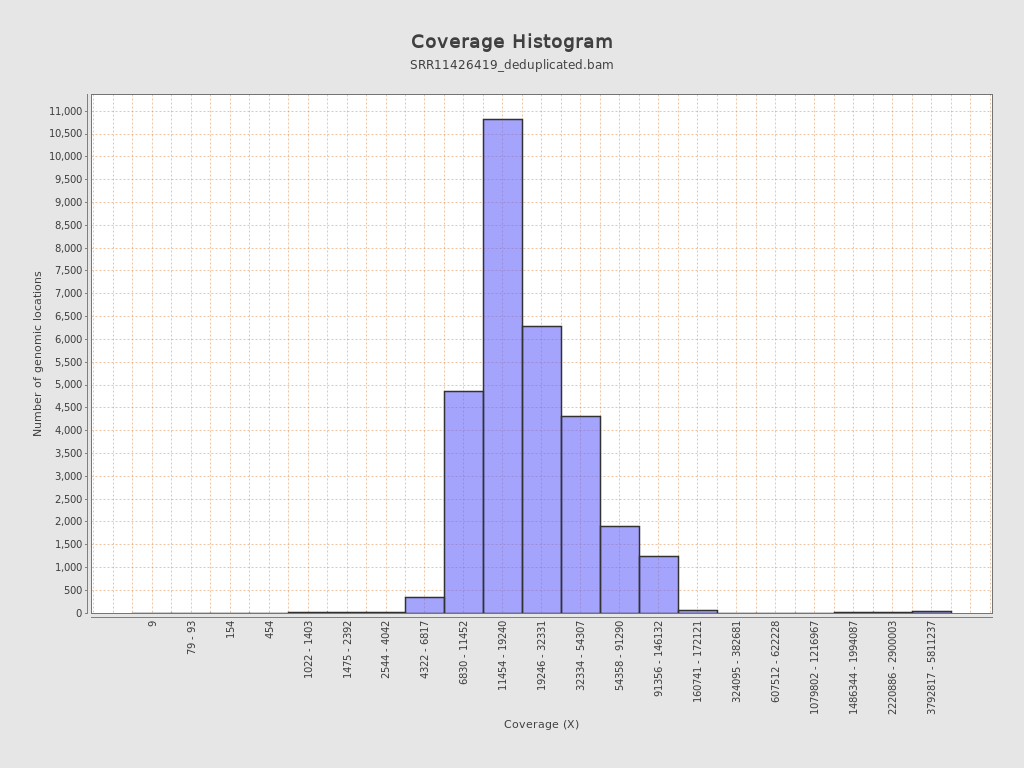 Coverage Histogram
SRR11426419_deduplicated.bam
11,000
10,500
10,000
9,500
9,000
8,500
8,000
7,500
7,000
6,500
6,000
5,500
5,000
4,500
4,000
3,500
3,000
2,500
2,000
1,500
1,000
500
0
Number of genomic locations
9
79 - 93
154
454
1022 - 1403
1475 - 2392
2544 - 4042
4322 - 6817
6830 - 11452
11454 - 19240
19246 - 32331
32334 - 54307
54358 - 91290
91356 - 146132
160741 - 172121
324095 - 382681
607512 - 622228
1079802 - 1216967
1486344 - 1994087
2220886 - 2900003
3792817 - 5811237
Coverage (X)